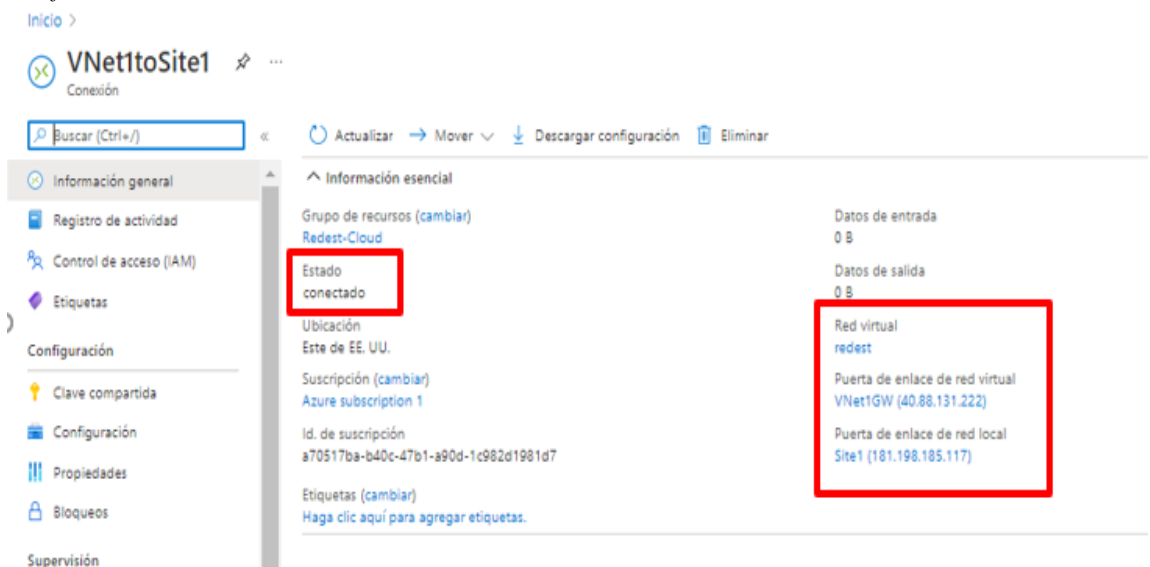 Inicio >
VNet1toSite1 ...
Conexión
Buscar (Ctrl+/) «
Actualizar Mover Descargar configuración Eliminar
Información general
Registro de actividad
Control de acceso (IAM)
Etiquetas
Configuración
Clave compartida
Configuración
Propiedades
Bloqueos
Supervisión
Información esencial
Grupo de recursos (cambiar)
Redest-Cloud
Estado
conectado
Ubicación
Este de EE. UU.
Suscripción (cambiar)
Azure subscription 1
Id. de suscripción
a70517ba-b40c-47b1-a90d-1c982d1981d7
Etiquetas (cambiar)
Haga clic aquí para agregar etiquetas.
Datos de entrada
0 B
Datos de salida
0 B
Red virtual
redest
Puerta de enlace de red virtual
VNet1GW (40.88.131.222)
Puerta de enlace de red local
Site1 (181.198.185.117)